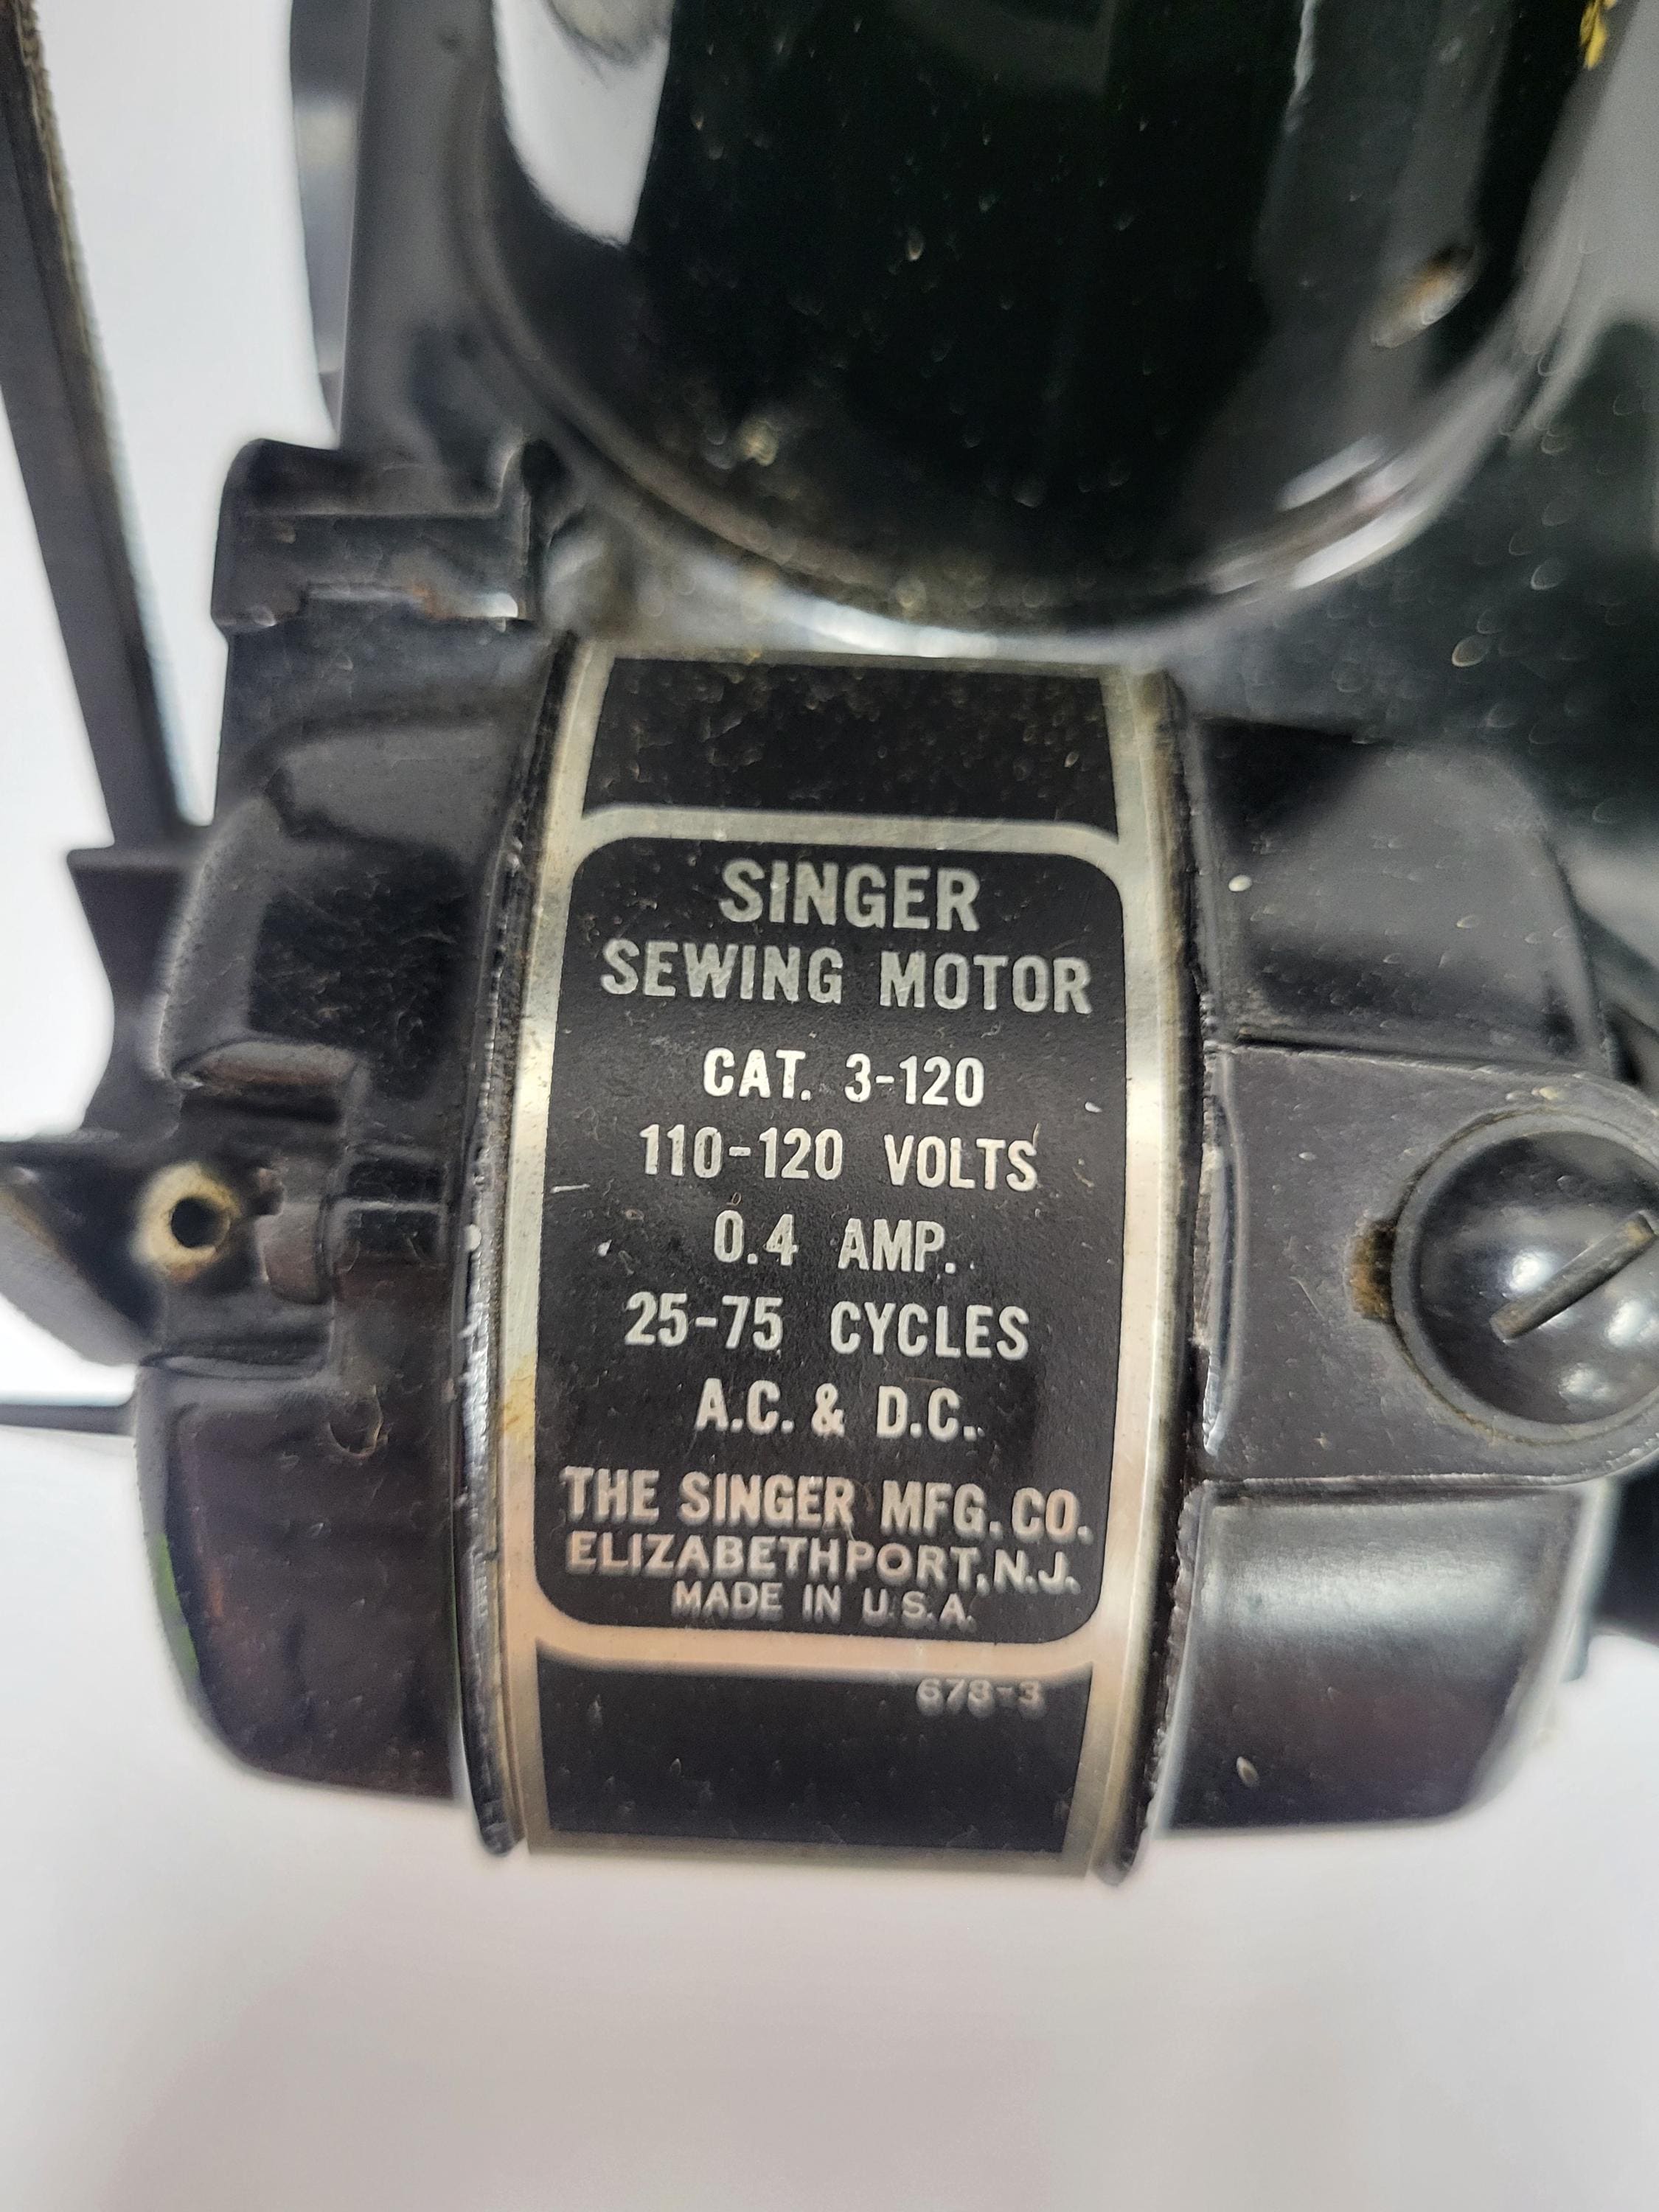 SINGER
SEWING MOTOR
CAT. 3-120
110-120 VOLTS
0.4 AMP.
25-75 CYCLES
A.C. & D.C.
THE SINGER MFG. CO.
ELIZABETHPORT, N.J.
MADE IN U.S.A.
678-3